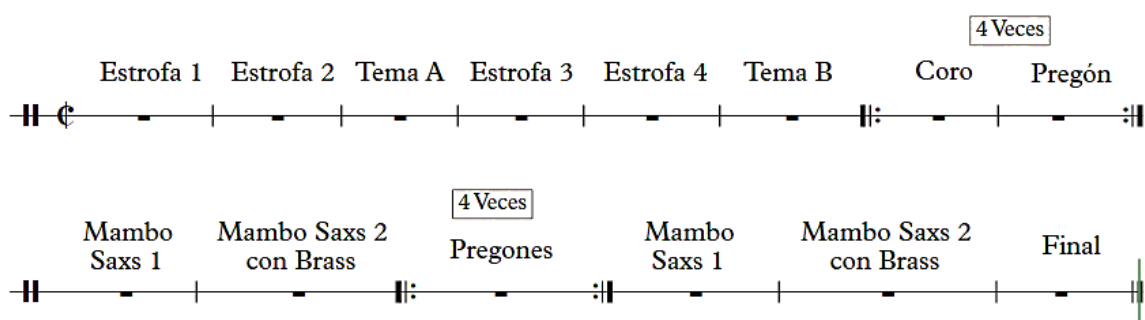 4 Veces
Estrofa 1 Estrofa 2 Tema A Estrofa 3 Estrofa 4 Tema B Coro Pregón
4 Veces
Mambo Saxs 1
Mambo Saxs 2 con Brass
Pregones
Mambo Saxs 1
Mambo Saxs 2 con Brass
Final